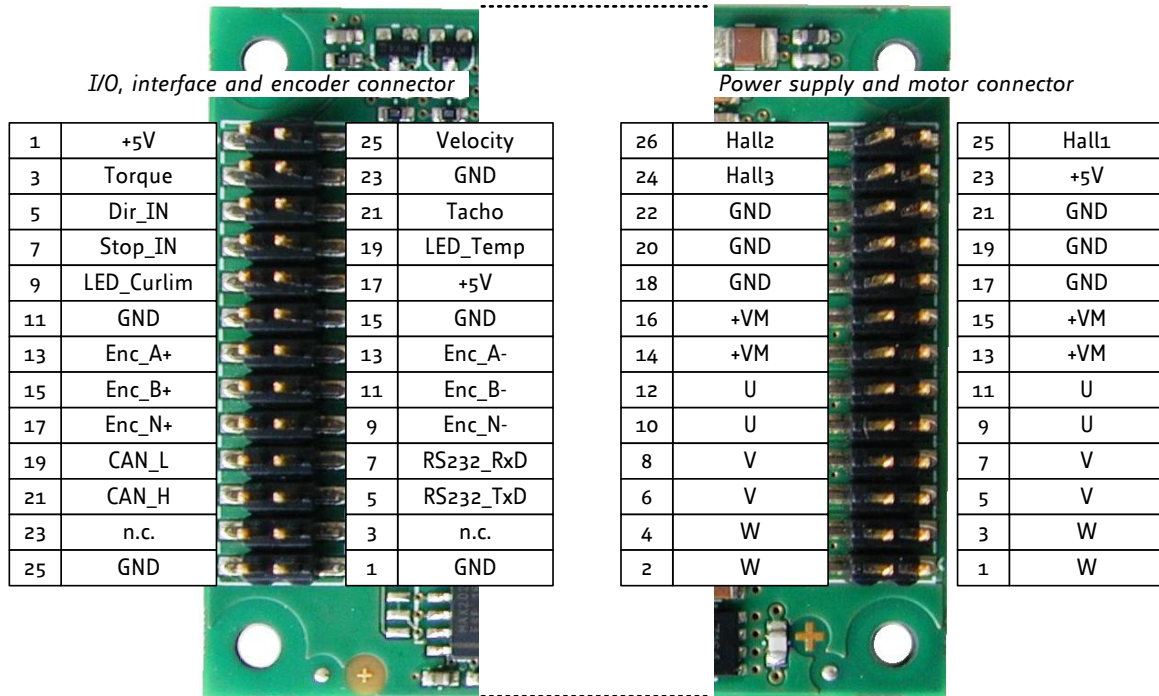 I/O, interface and encoder connector Power supply and motor connector
1 +5V 25 Velocity 26 Hall2 25 Hall1
3 Torque 23 GND 24 Hall3 23 +5V
5 Dir_IN 21 Tacho 22 GND 21 GND
7 Stop_IN 19 LED_Temp 20 GND 19 GND
9 LED_Curlim 17 +5V 18 GND 17 GND
11 GND 15 GND 16 +VM 15 +VM
13 Enc_A+ 13 Enc_A- 14 +VM 13 +VM
15 Enc_B+ 11 Enc_B- 12 U 11 U
17 Enc_N+ 9 Enc_N- 10 U 9 U
19 CAN_L 7 RS232_RxD 8 V 7 V
21 CAN_H 5 RS232_TxD 6 V 5 V
23 n.c. 3 n.c. 4 W 3 W
25 GND 1 GND 2 W 1 W